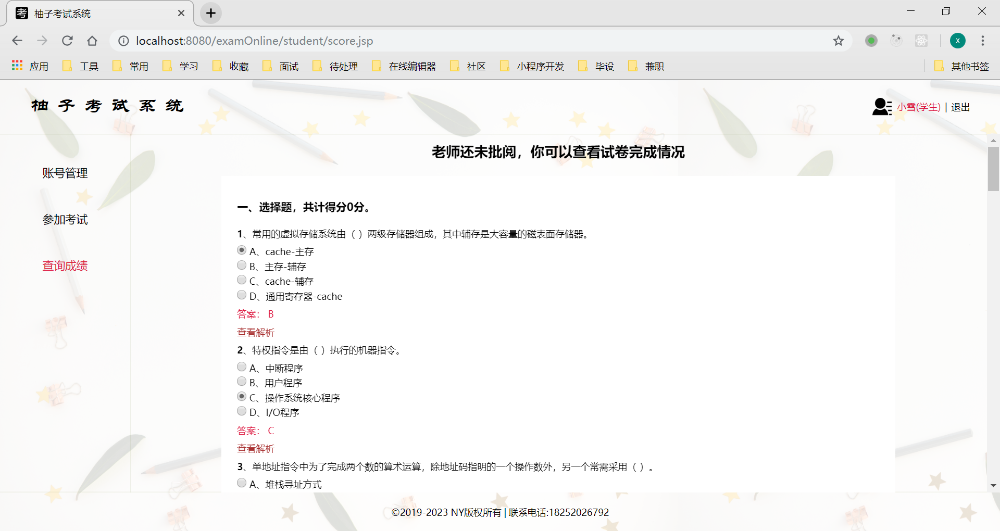 考 柚子考试系统
localhost:8080/examOnline/student/score.jsp
x
应用 工具 常用 学习 收藏 面试 待处理 在线编辑器 社区 小程序开发 毕设 兼职 其他书签
柚子考试系统
小雪(学生) | 退出
老师还未批阅，你可以查看试卷完成情况
账号管理
参加考试
查询成绩
一、选择题，共计得分0分。
1、常用的虚拟存储系统由（ ）两级存储器组成，其中辅存是大容量的磁表面存储器。
A、cache-主存
B、主存-辅存
C、cache-辅存
D、通用寄存器-cache
答案： B
查看解析
2、特权指令是由（ ）执行的机器指令。
A、中断程序
B、用户程序
C、操作系统核心程序
D、I/O程序
答案： C
查看解析
3、单地址指令中为了完成两个数的算术运算，除地址码指明的一个操作数外，另一个常需采用（ ）。
A、堆栈寻址方式
©2019-2023 NY版权所有 | 联系电话:18252026792